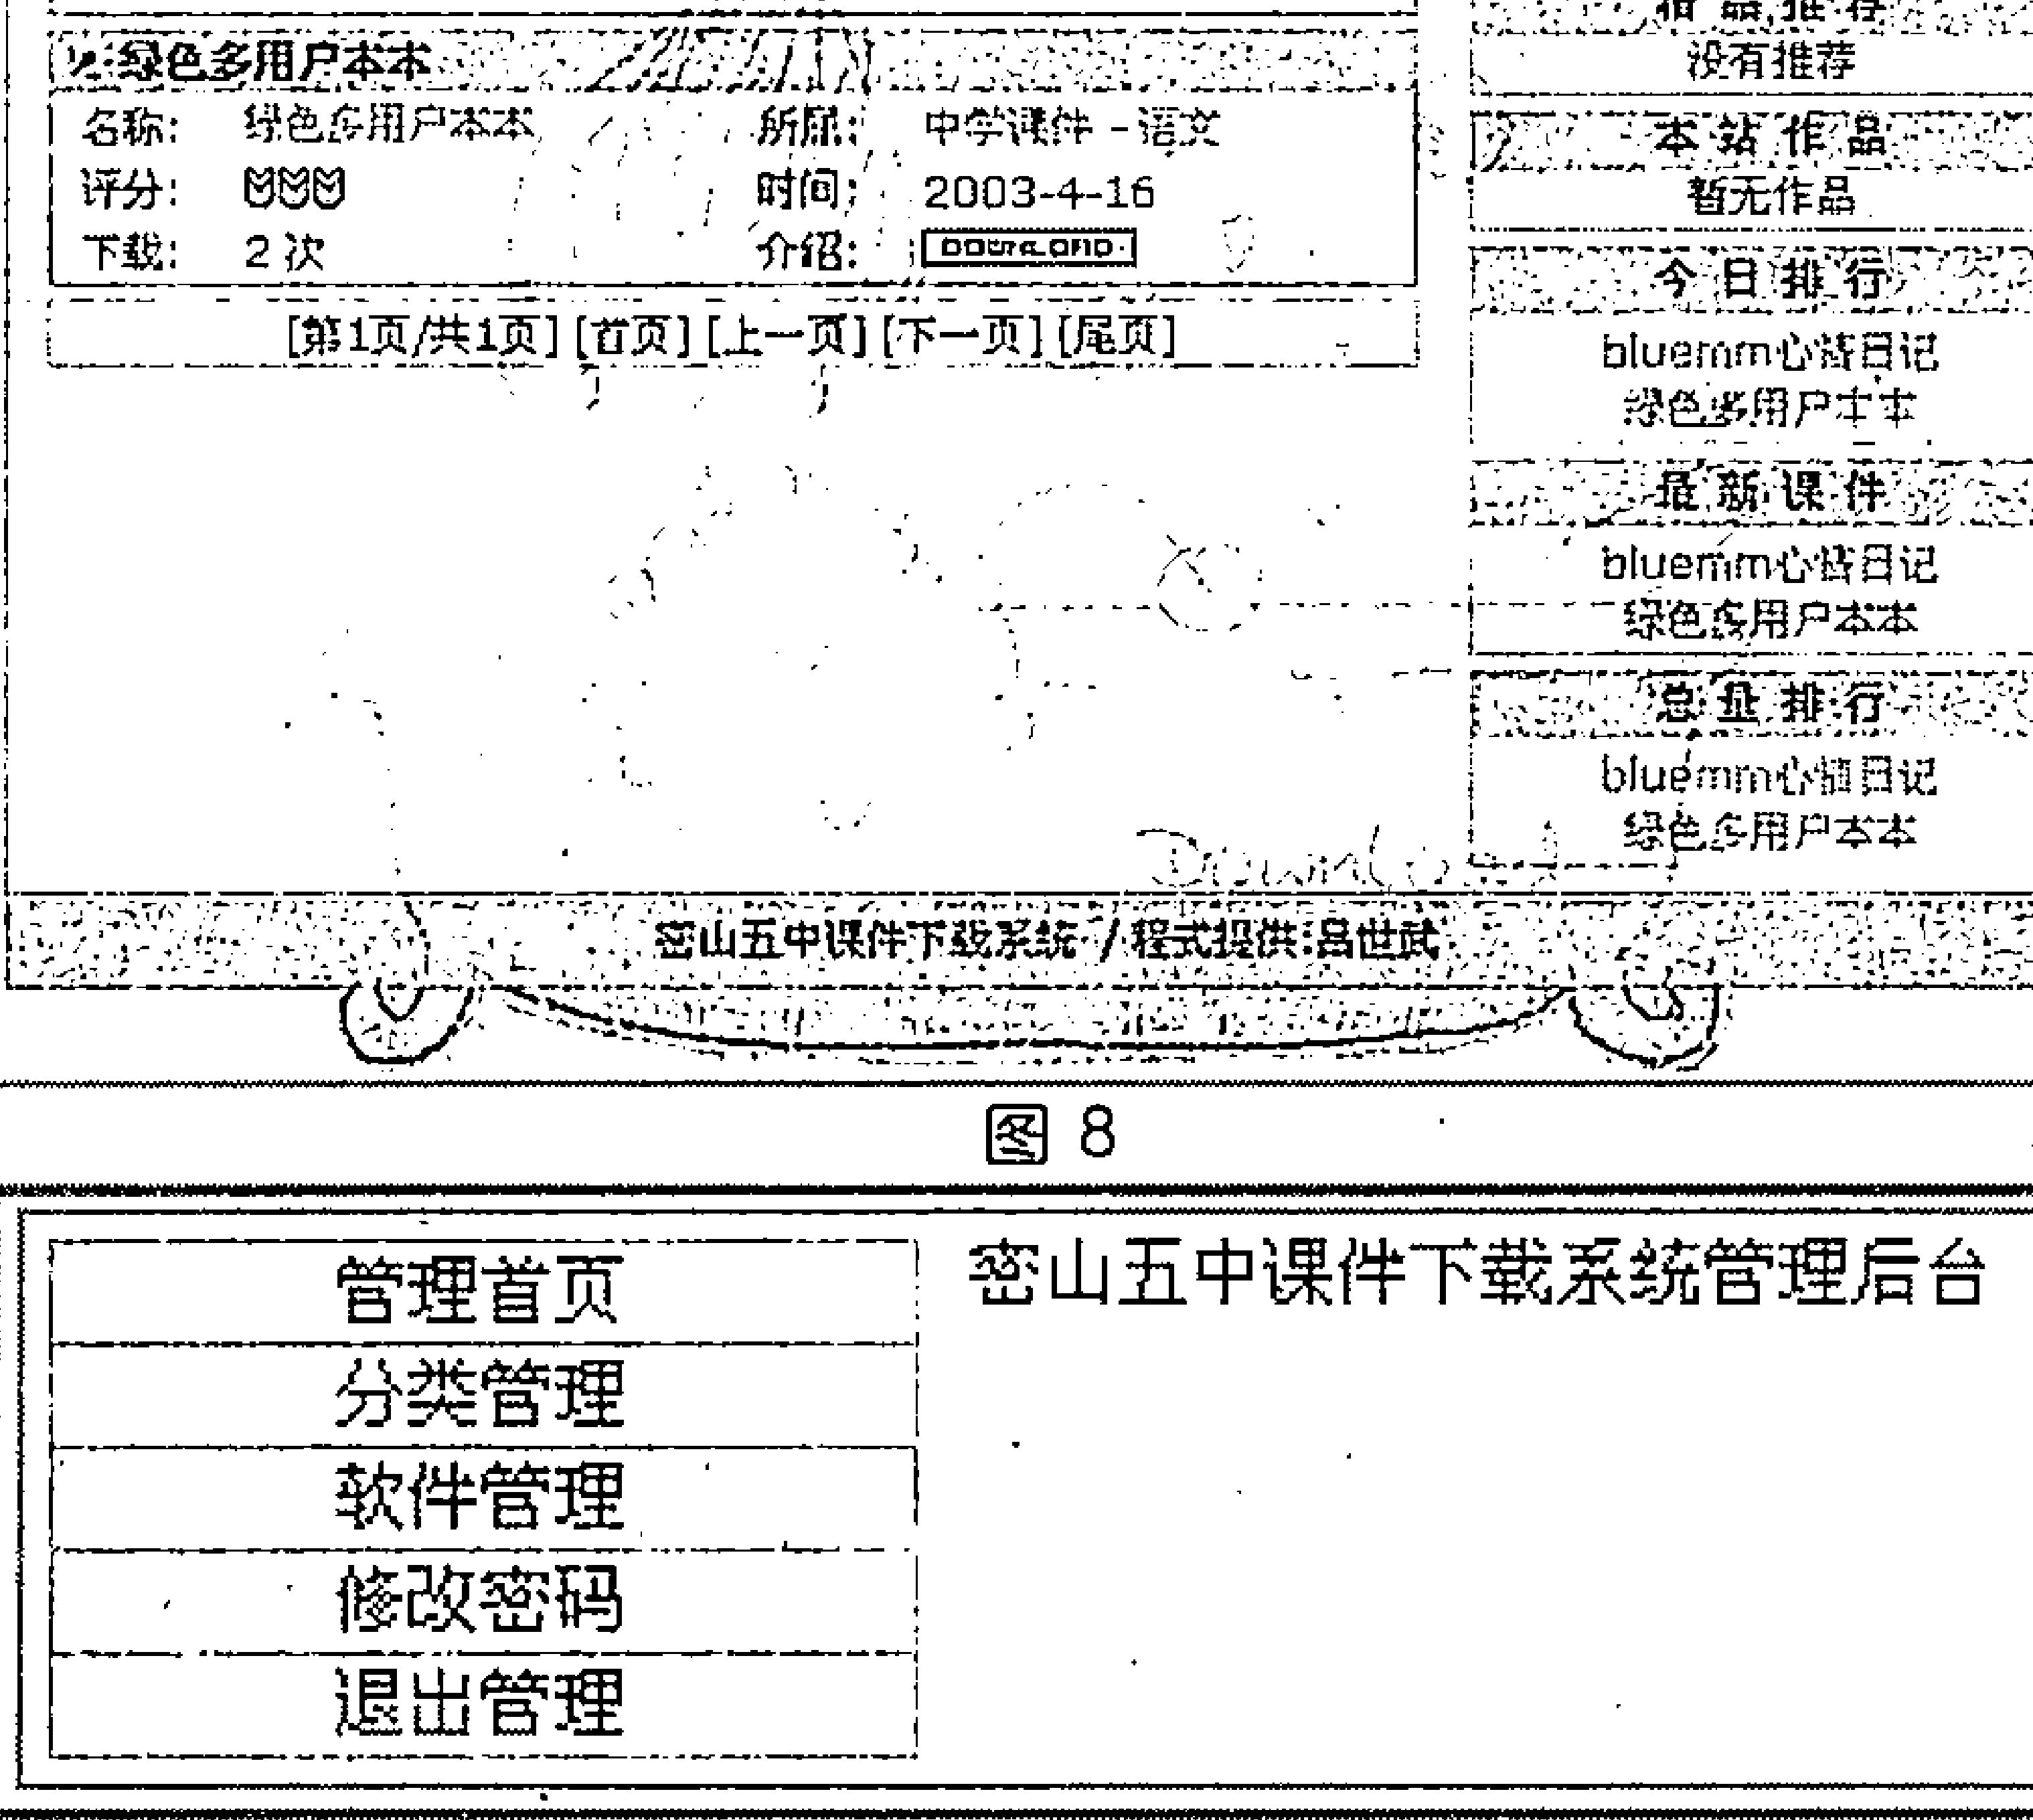 绿色多用户本本
名称: 绿色多用户本本 所属: 中学课件 - 语文
评分: 时间: 2003-4-16
下载: 2 次 介绍: DOWNLOAD
[第1页/共1页] [首页] [上一页] [下一页] [尾页]
推荐
没有推荐
本 站 作 品
暂无作品
今 日 排 行
bluemm心情日记
绿色多用户本本
最 新 课 件
bluemm心情日记
绿色多用户本本
总 量 排 行
bluemm心情日记
绿色多用户本本
Download
密山五中课件下载系统 / 程式提供:吕世武
图 8
管理首页
分类管理
软件管理
修改密码
退出管理
密山五中课件下载系统管理后台